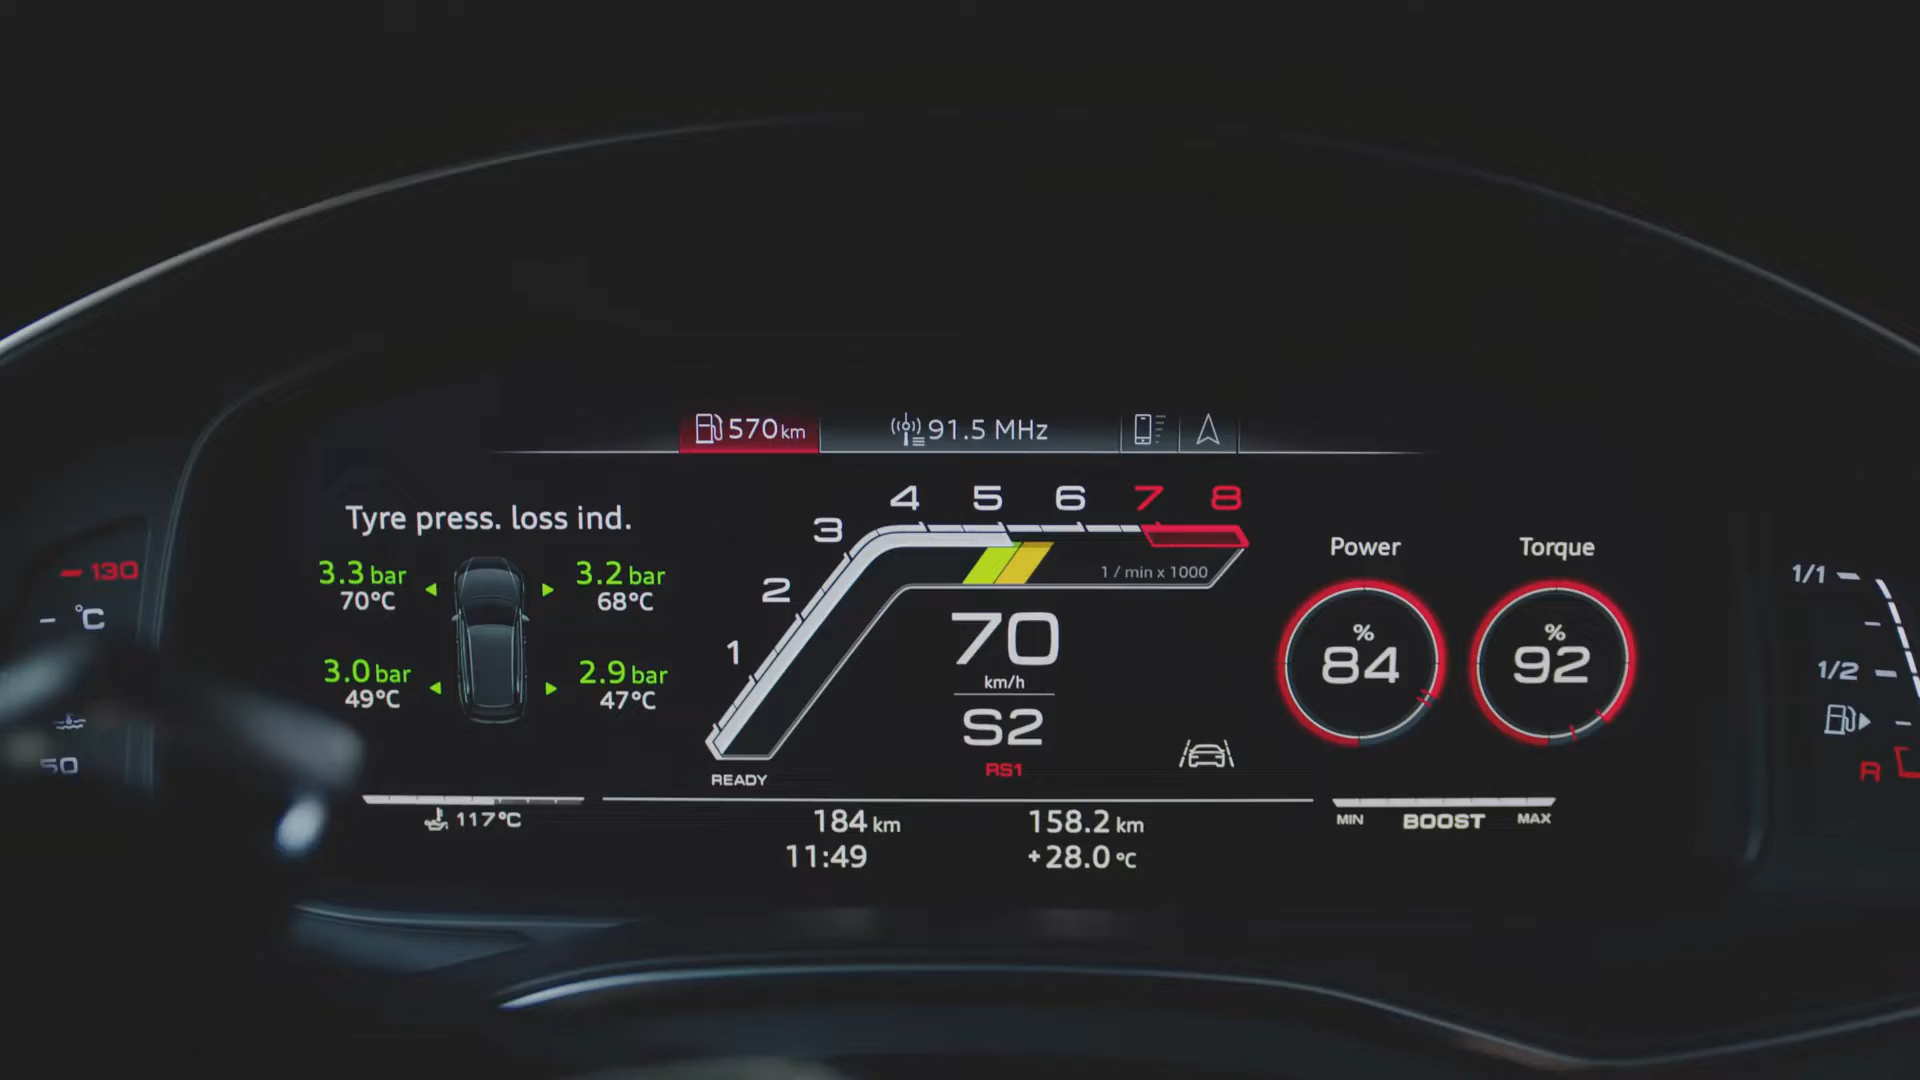 570 km
91.5 MHz
Tyre press. loss ind.
3.3 bar
70°C
3.2 bar
68°C
3.0 bar
49°C
2.9 bar
47°C
1
2
3
4
5
6
7
8
1 / min x 1000
70
km/h
S2
RS1
READY
Power
%
84
Torque
%
92
130
°C
50
117°C
184 km
158.2 km
11:49
+28.0 °C
MIN
BOOST
MAX
1/1
1/2
R